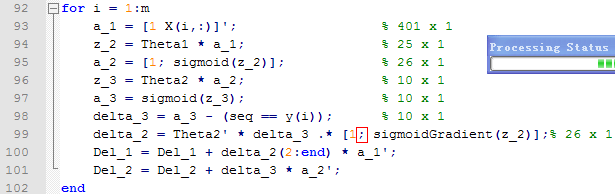 92 for i = 1:m
93 a_1 = [1 X(i,:)]'; % 401 x 1
94 z_2 = Theta1 * a_1; % 25 x 1
95 a_2 = [1; sigmoid(z_2)]; % 26 x 1
96 z_3 = Theta2 * a_2; % 10 x 1
97 a_3 = sigmoid(z_3); % 10 x 1
98 delta_3 = a_3 - (seq == y(i)); % 10 x 1
99 delta_2 = Theta2' * delta_3 .* [1; sigmoidGradient(z_2)];% 26 x 1
100 Del_1 = Del_1 + delta_2(2:end) * a_1';
101 Del_2 = Del_2 + delta_3 * a_2';
102 end
Processing Status